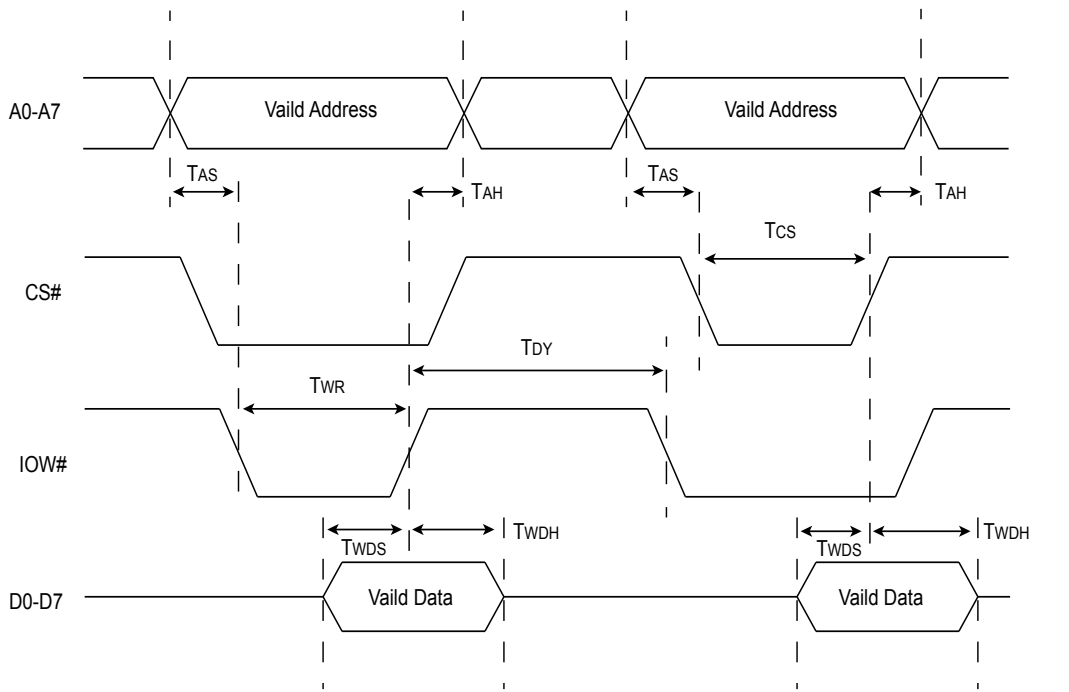 A0-A7
Vaild Address
Vaild Address
TAS
TAH
TAS
TAH
TCS
CS#
TDY
TWR
IOW#
TWDS
TWDH
TWDS
TWDH
D0-D7
Vaild Data
Vaild Data